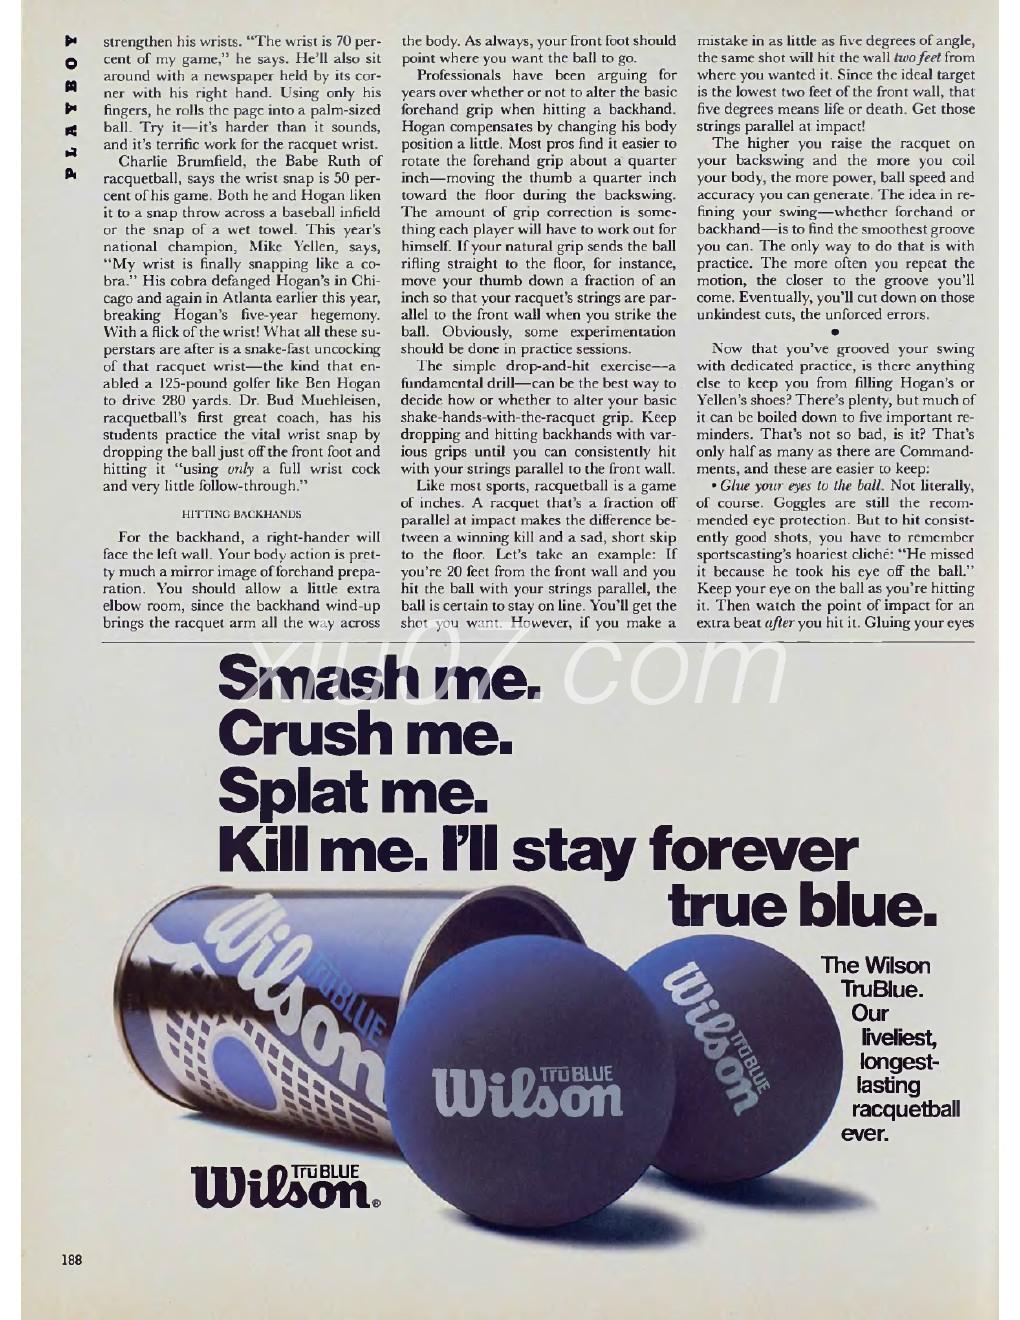 PLAYBOY
strengthen his wrists. “The wrist is 70 per-
cent of my game,” he says. He’ll also sit
around with a newspaper held by its cor-
ner with his right hand. Using only his
fingers, he rolls the page into a palm-sized
ball. Try it—it’s harder than it sounds,
and it’s terrific work for the racquet wrist.
Charlie Brumfield, the Babe Ruth of
racquetball, says the wrist snap is 50 per-
cent of his game. Both he and Hogan liken
it to a snap throw across a baseball infield
or the snap of a wet towel. This year’s
national champion, Mike Yellen, says,
“My wrist is finally snapping like a co-
bra.” His cobra defanged Hogan’s in Chi-
cago and again in Atlanta earlier this year,
breaking Hogan’s five-year hegemony.
With a flick of the wrist! What all these su-
perstars are after is a snake-fast uncocking
of that racquet wrist—the kind that en-
abled a 125-pound golfer like Ben Hogan
to drive 280 yards. Dr. Bud Muehleisen,
racquetball’s first great coach, has his
students practice the vital wrist snap by
dropping the ball just off the front foot and
hitting it “using only a full wrist cock
and very little follow-through.”
HITTING BACKHANDS
For the backhand, a right-hander will
face the left wall. Your body action is pret-
ty much a mirror image of forehand prepa-
ration. You should allow a little extra
elbow room, since the backhand wind-up
brings the racquet arm all the way across
the body. As always, your front foot should
point where you want the ball to go.
Professionals have been arguing for
years over whether or not to alter the basic
forehand grip when hitting a backhand.
Hogan compensates by changing his body
position a little. Most pros find it easier to
rotate the forehand grip about a quarter
inch—moving the thumb a quarter inch
toward the floor during the backswing.
The amount of grip correction is some-
thing each player will have to work out for
himself. If your natural grip sends the ball
rifling straight to the floor, for instance,
move your thumb down a fraction of an
inch so that your racquet’s strings are par-
allel to the front wall when you strike the
ball. Obviously, some experimentation
should be done in practice sessions.
The simple drop-and-hit exercise—a
fundamental drill—can be the best way to
decide how or whether to alter your basic
shake-hands-with-the-racquet grip. Keep
dropping and hitting backhands with var-
ious grips until you can consistently hit
with your strings parallel to the front wall.
Like most sports, racquetball is a game
of inches. A racquet that’s a fraction off
parallel at impact makes the difference be-
tween a winning kill and a sad, short skip
to the floor. Let’s take an example: If
you’re 20 feet from the front wall and you
hit the ball with your strings parallel, the
ball is certain to stay on line. You’ll get the
shot you want. However, if you make a
mistake in as little as five degrees of angle,
the same shot will hit the wall two feet from
where you wanted it. Since the ideal target
is the lowest two feet of the front wall, that
five degrees means life or death. Get those
strings parallel at impact!
The higher you raise the racquet on
your backswing and the more you coil
your body, the more power, ball speed and
accuracy you can generate. The idea in re-
fining your swing—whether forehand or
backhand—is to find the smoothest groove
you can. The only way to do that is with
practice. The more often you repeat the
motion, the closer to the groove you’ll
come. Eventually, you’ll cut down on those
unkindest cuts, the unforced errors.
•
Now that you’ve grooved your swing
with dedicated practice, is there anything
else to keep you from filling Hogan’s or
Yellen’s shoes? There’s plenty, but much of
it can be boiled down to five important re-
minders. That’s not so bad, is it? That’s
only half as many as there are Command-
ments, and these are easier to keep:
• Glue your eyes to the ball. Not literally,
of course. Goggles are still the recom-
mended eye protection. But to hit consist-
ently good shots, you have to remember
sportscasting’s hoariest cliché: “He missed
it because he took his eye off the ball.”
Keep your eye on the ball as you’re hitting
it. Then watch the point of impact for an
extra beat after you hit it. Gluing your eyes
xiu07.com
Smash me.
Crush me.
Splat me.
Kill me. I’ll stay forever
true blue.
Wilson TRŪ BLUE
Wilson TRŪ BLUE
Wilson TRŪ BLUE
The Wilson
TruBlue.
Our
liveliest,
longest-
lasting
racquetball
ever.
Wilson TRŪ BLUE ®
188